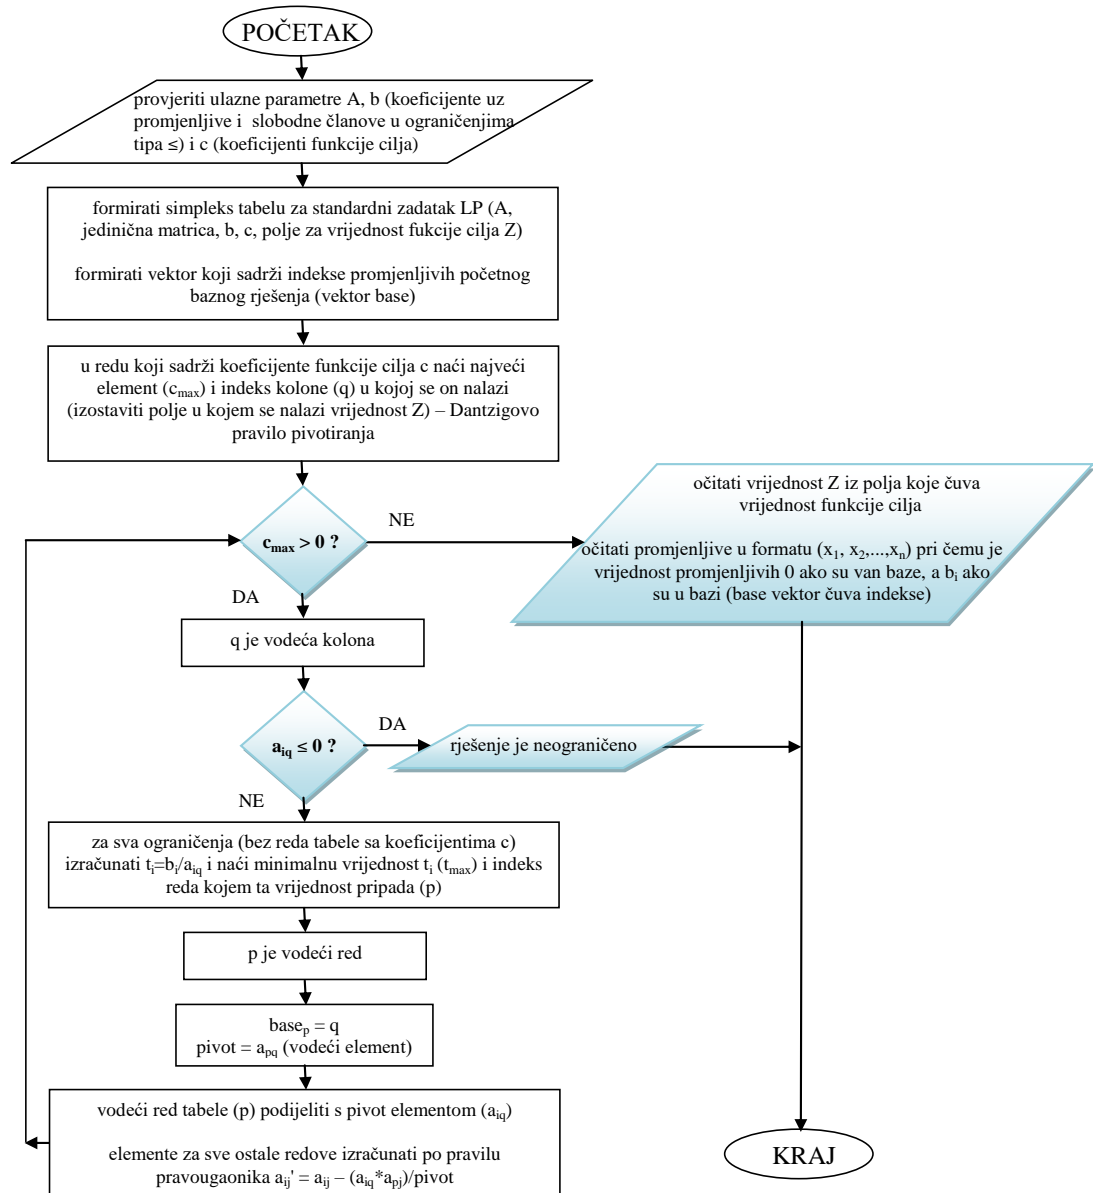 POČETAK
provjeriti ulazne parametre A, b (koeficijente uz
promjenljive i slobodne članove u ograničenjima
tipa ≤) i c (koeficijenti funkcije cilja)
formirati simpleks tabelu za standardni zadatak LP (A,
jedinična matrica, b, c, polje za vrijednost fukcije cilja Z)
formirati vektor koji sadrži indekse promjenljivih početnog
baznog rješenja (vektor base)
u redu koji sadrži koeficijente funkcije cilja c naći najveći
element (cmax) i indeks kolone (q) u kojoj se on nalazi
(izostaviti polje u kojem se nalazi vrijednost Z) – Dantzigovo
pravilo pivotiranja
cmax > 0 ?
NE
očitati vrijednost Z iz polja koje čuva
vrijednost funkcije cilja
očitati promjenljive u formatu (x1, x2,...,xn) pri čemu je
vrijednost promjenljivih 0 ako su van baze, a bi ako
su u bazi (base vektor čuva indekse)
DA
q je vodeća kolona
aiq ≤ 0 ?
DA
rješenje je neograničeno
NE
za sva ograničenja (bez reda tabele sa koeficijentima c)
izračunati ti=bi/aiq i naći minimalnu vrijednost ti (tmax) i indeks
reda kojem ta vrijednost pripada (p)
p je vodeći red
basep = q
pivot = apq (vodeći element)
vodeći red tabele (p) podijeliti s pivot elementom (aiq)
elemente za sve ostale redove izračunati po pravilu
pravougaonika aij' = aij – (aiq*apj)/pivot
KRAJ